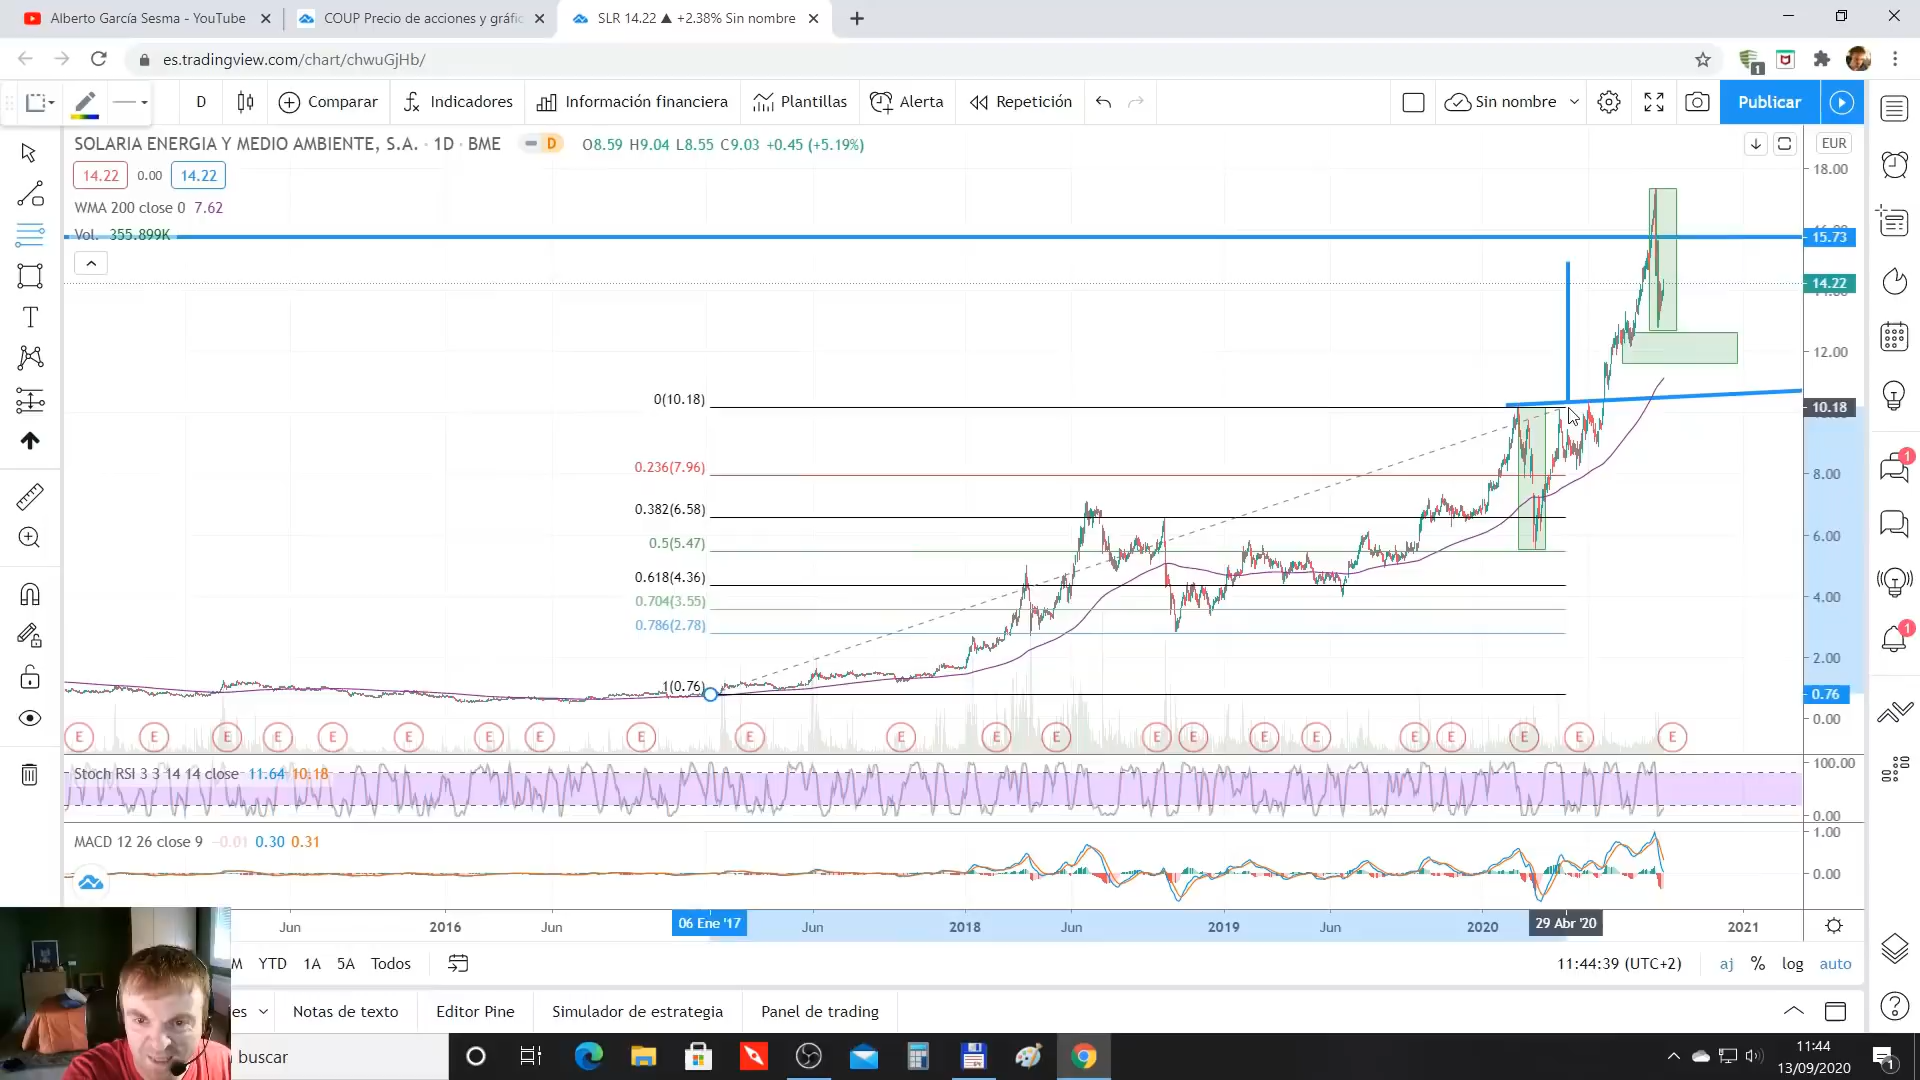 Alberto García Sesma - YouTube
COUP Precio de acciones y gráfic
SLR 14.22 ▲ +2.38% Sin nombre
es.tradingview.com/chart/chwuGjHb/
1
D
Comparar
Indicadores
Información financiera
Plantillas
Alerta
Repetición
Sin nombre
Publicar
SOLARIA ENERGIA Y MEDIO AMBIENTE, S.A. · 1D · BME
D
O8.59 H9.04 L8.55 C9.03 +0.45 (+5.19%)
EUR
14.22 0.00 14.22
WMA 200 close 0 7.62
Vol. 355.899K
18.00
15.73
14.22
12.00
10.18
8.00
6.00
4.00
2.00
0.76
0.00
0(10.18)
0.236(7.96)
0.382(6.58)
0.5(5.47)
0.618(4.36)
0.704(3.55)
0.786(2.78)
1(0.76)
E E E E E E E E E E E E E E E E E E E E E E
Stoch RSI 3 3 14 14 close 11.64 10.18
100.00
0.00
MACD 12 26 close 9 −0.01 0.30 0.31
1.00
0.00
Jun 2016 Jun 06 Ene '17 Jun 2018 Jun 2019 Jun 2020 29 Abr '20 2021
M YTD 1A 5A Todos
11:44:39 (UTC+2)
aj % log auto
es
Notas de texto
Editor Pine
Simulador de estrategia
Panel de trading
buscar
11:44
13/09/2020
1
1
1